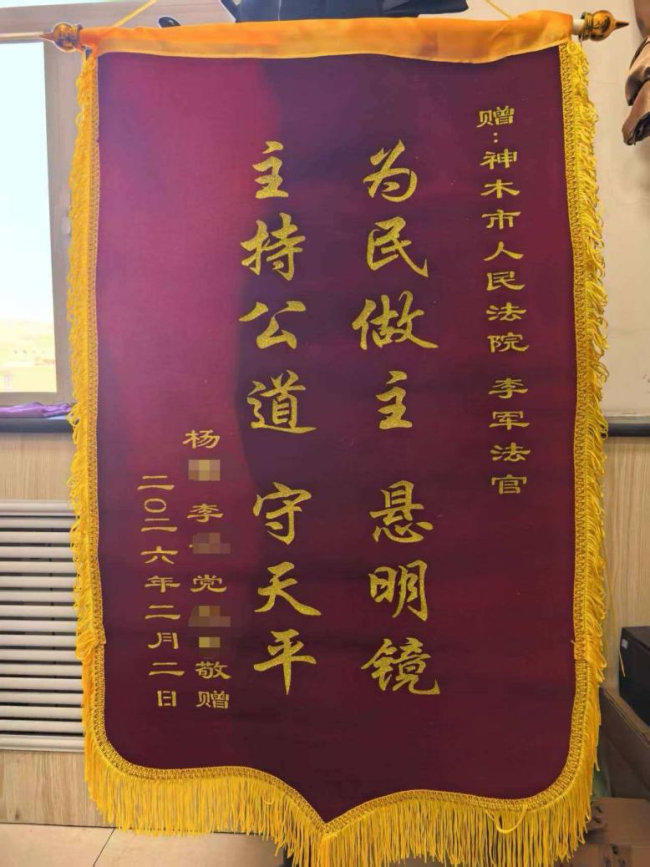 赠：神木市人民法院 李军法官
为民做主 悬明镜
主持公道 守天平
杨 李 党 敬赠
二〇二六年二月二日